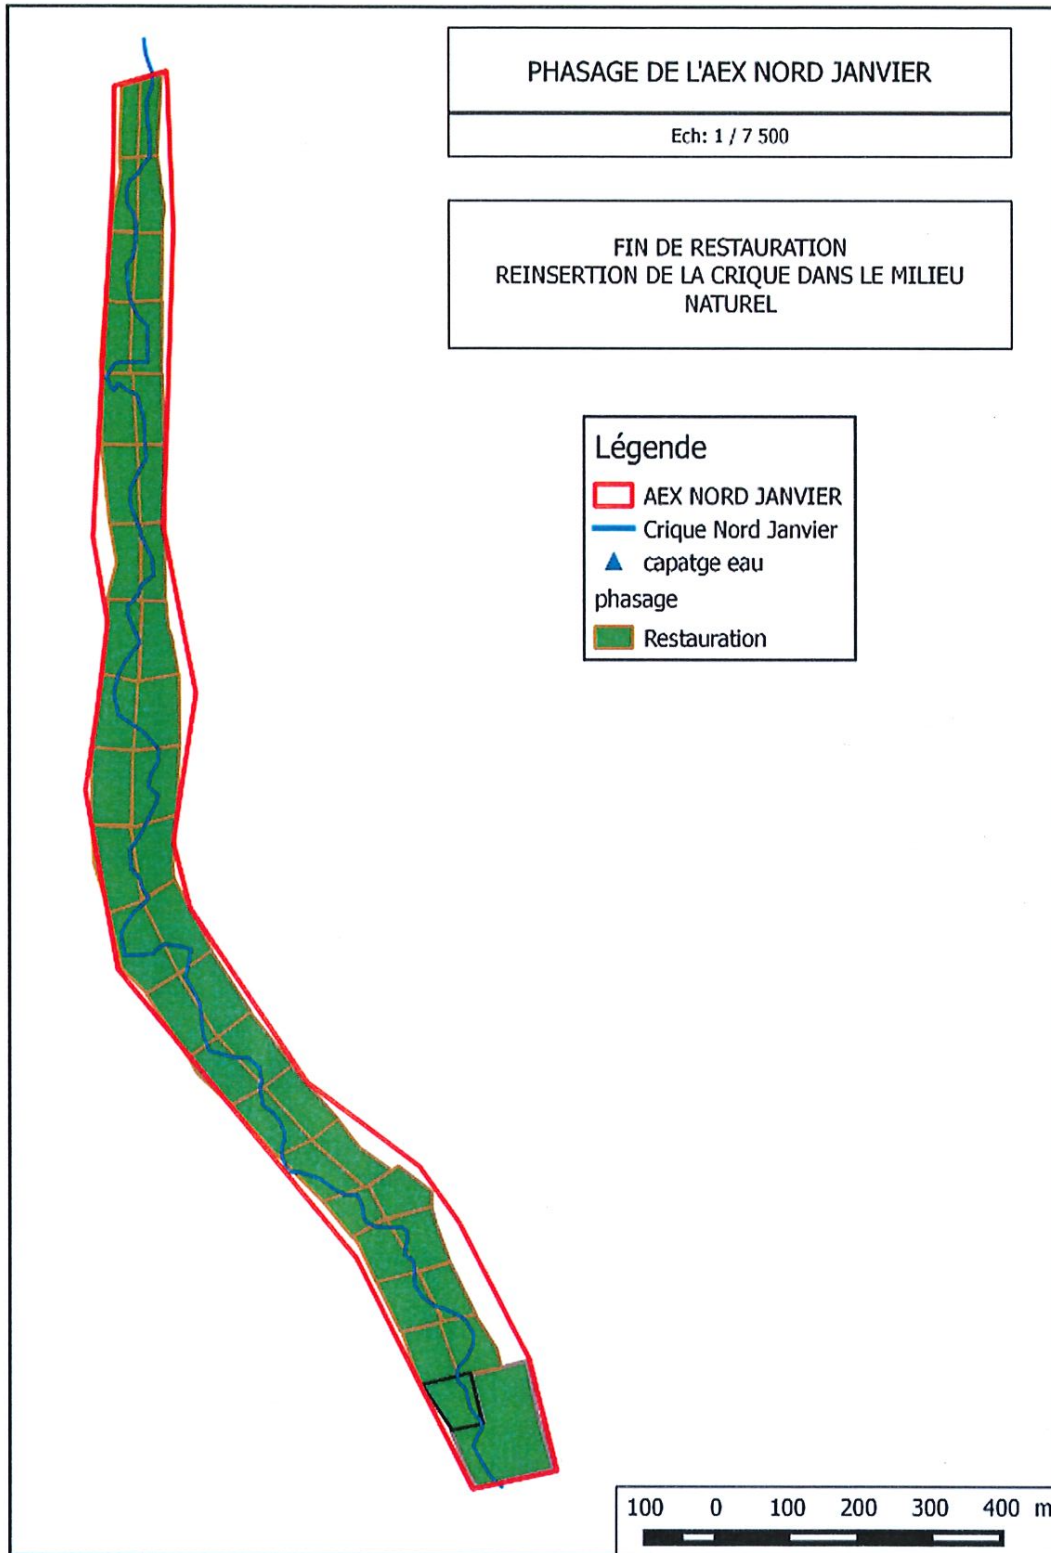 PHASAGE DE L'AEX NORD JANVIER
Ech: 1 / 7 500
FIN DE RESTAURATION
REINSERTION DE LA CRIQUE DANS LE MILIEU
NATUREL
Légende
AEX NORD JANVIER
Crique Nord Janvier
capatge eau
phasage
Restauration
100 0 100 200 300 400 m